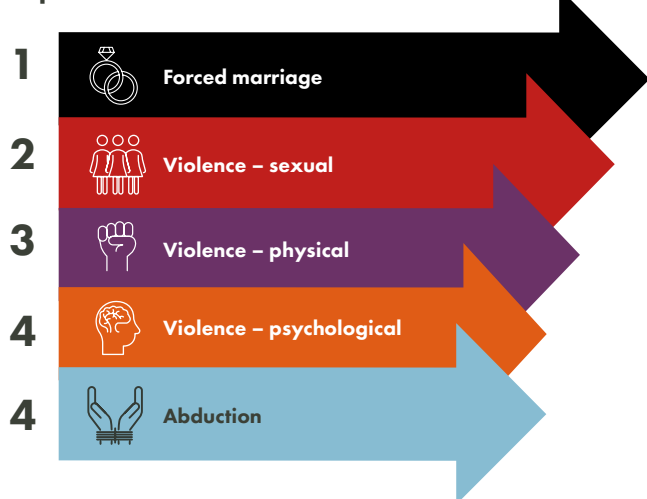 1
Forced marriage
2
Violence – sexual
3
Violence – physical
4
Violence – psychological
4
Abduction